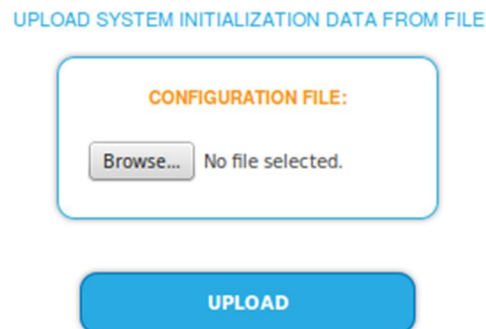 UPLOAD SYSTEM INITIALIZATION DATA FROM FILE
CONFIGURATION FILE:
Browse... No file selected.
UPLOAD